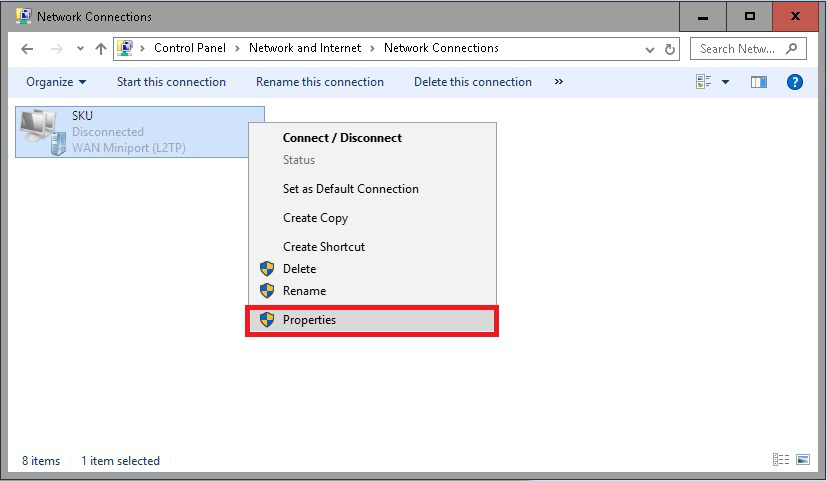 Network Connections
Control Panel Network and Internet Network Connections
Search Netw...
Organize Start this connection Rename this connection Delete this connection »
SKU
Disconnected
WAN Miniport (L2TP)
Connect / Disconnect
Status
Set as Default Connection
Create Copy
Create Shortcut
Delete
Rename
Properties
8 items 1 item selected